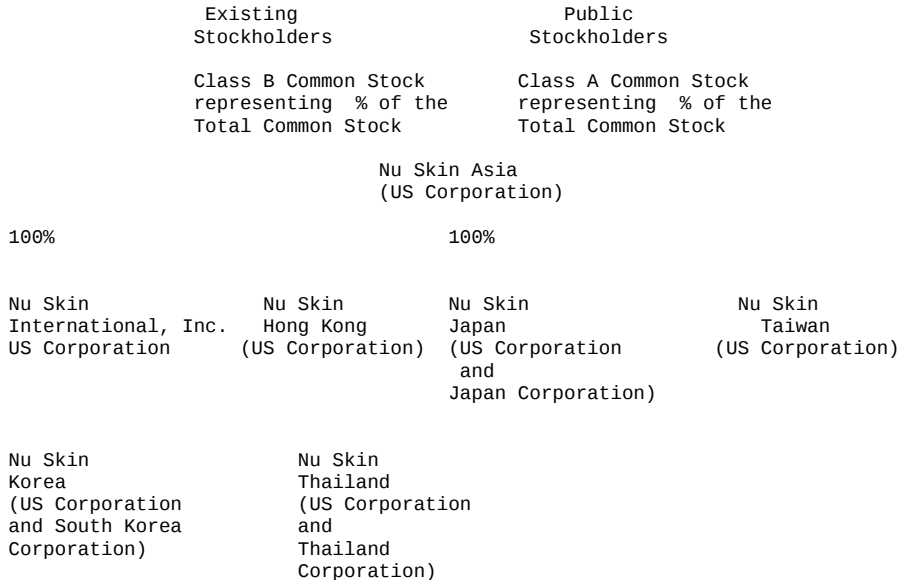 Existing Public
Stockholders Stockholders
Class B Common Stock Class A Common Stock
representing % of the representing % of the
Total Common Stock Total Common Stock
Nu Skin Asia
(US Corporation)
100% 100%
Nu Skin Nu Skin Nu Skin Nu Skin
International, Inc. Hong Kong Japan Taiwan
US Corporation (US Corporation) (US Corporation (US Corporation)
and
Japan Corporation)
Nu Skin Nu Skin
Korea Thailand
(US Corporation (US Corporation
and South Korea and
Corporation) Thailand
Corporation)